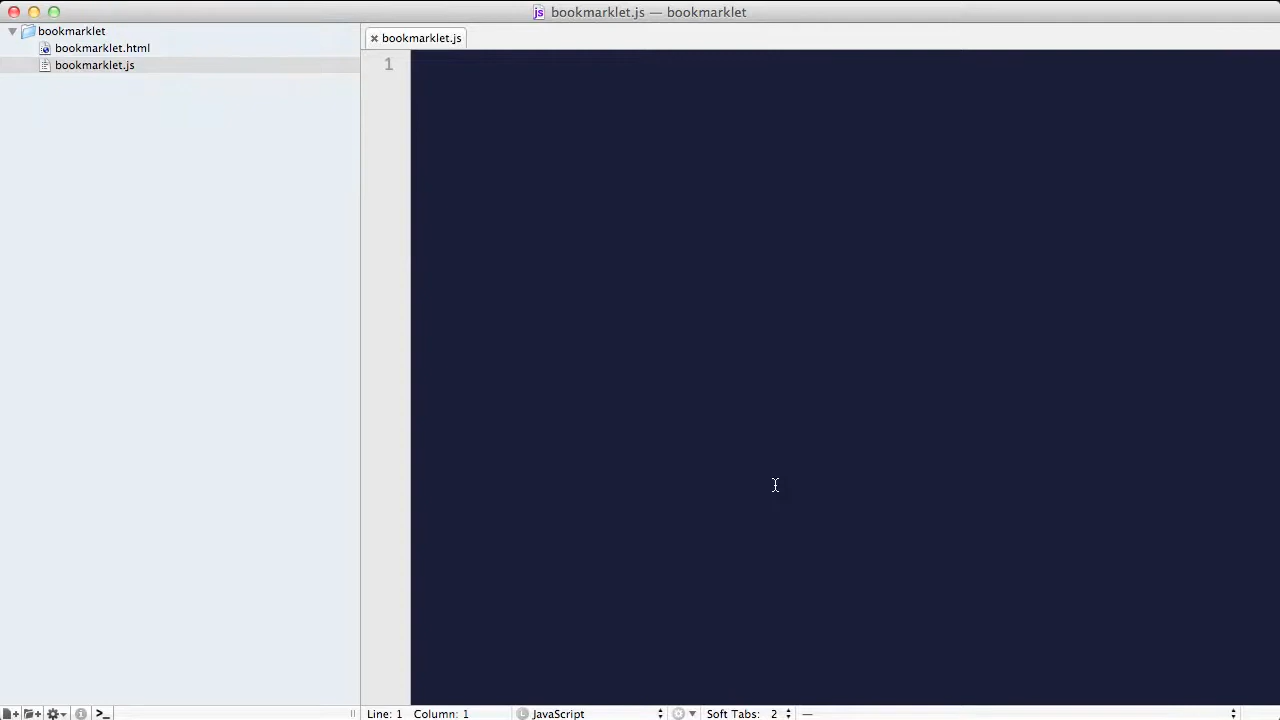 bookmarklet.js — bookmarklet
bookmarklet
bookmarklet.html
bookmarklet.js
bookmarklet.js
1
Line: 1 Column: 1
JavaScript
Soft Tabs: 2
—